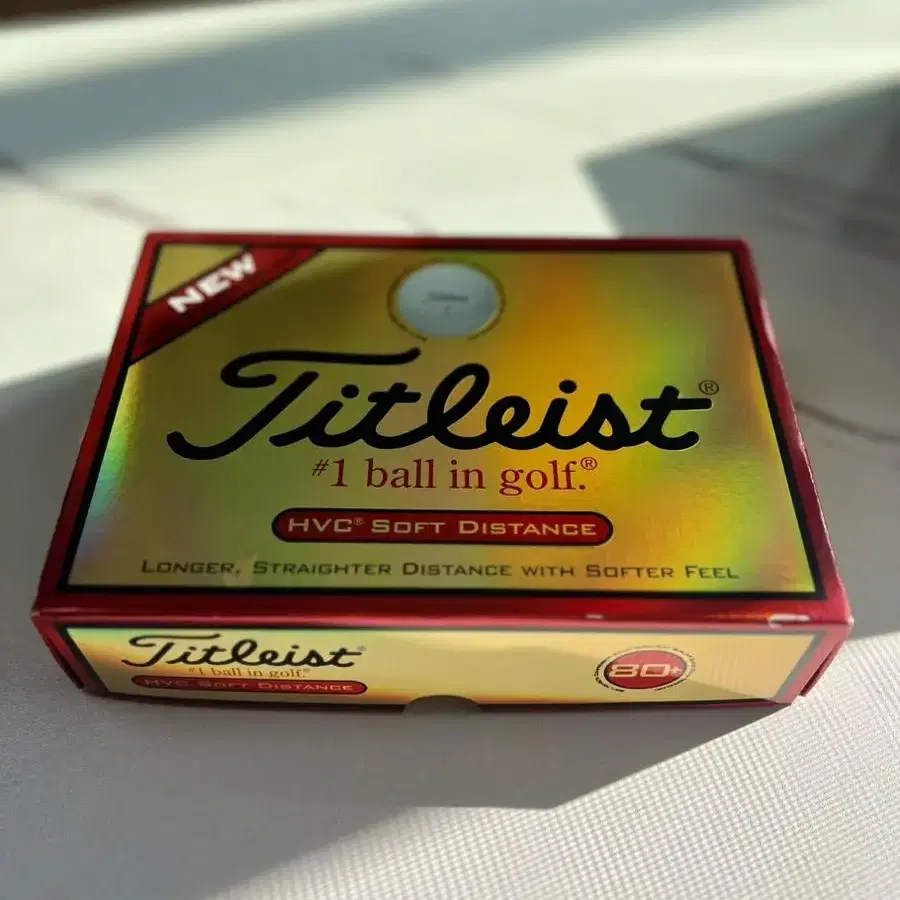 NEW
Titleist®
#1 ball in golf.®
HVC® SOFT DISTANCE
LONGER, STRAIGHTER DISTANCE WITH SOFTER FEEL
Titleist®
#1 ball in golf.®
HVC SOFT DISTANCE
80+